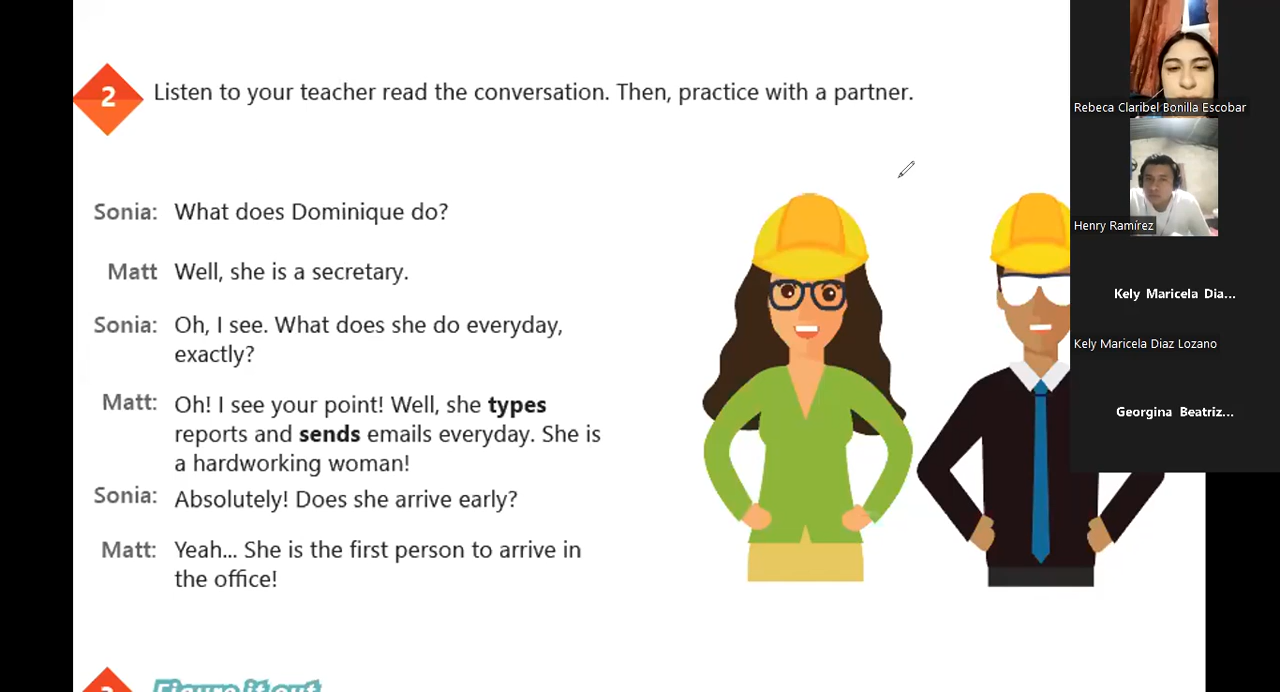 2
Listen to your teacher read the conversation. Then, practice with a partner.
Sonia: What does Dominique do?
Matt Well, she is a secretary.
Sonia: Oh, I see. What does she do everyday,
exactly?
Matt: Oh! I see your point! Well, she types
reports and sends emails everyday. She is
a hardworking woman!
Sonia: Absolutely! Does she arrive early?
Matt: Yeah... She is the first person to arrive in
the office!
3
Figure it out
Rebeca Claribel Bonilla Escobar
Henry Ramírez
Kely Maricela Dia...
Kely Maricela Diaz Lozano
Georgina Beatriz...